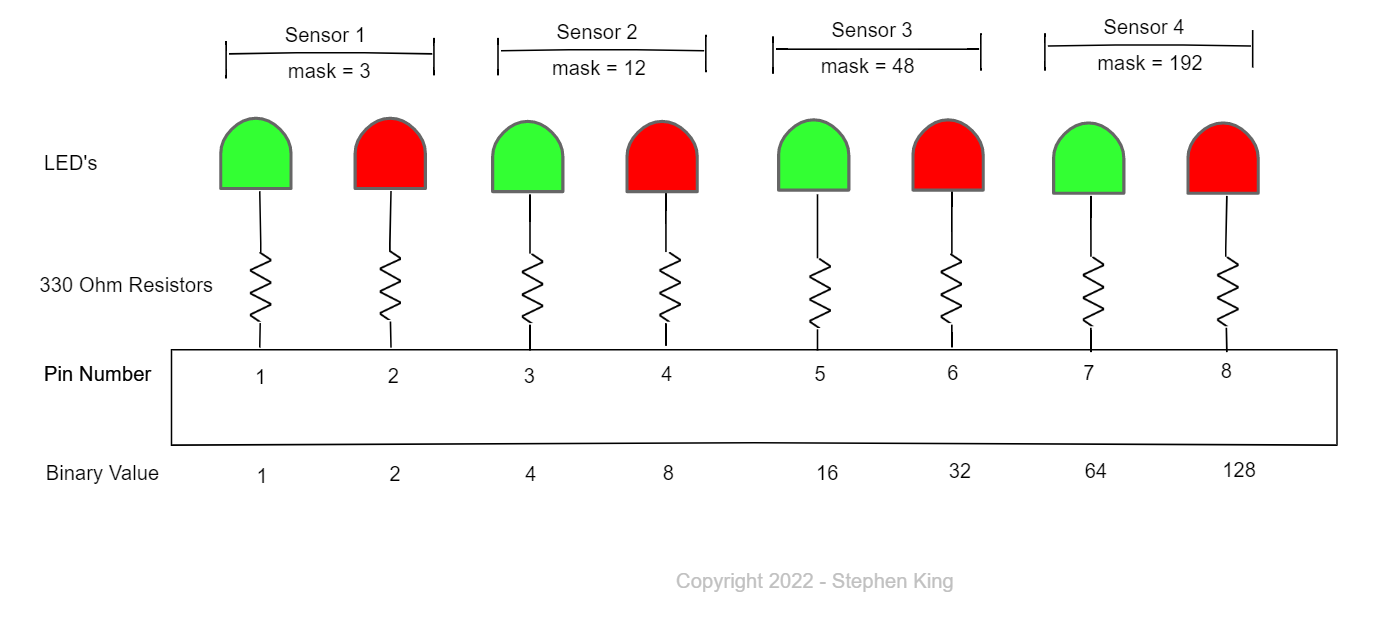 Sensor 1 Sensor 2 Sensor 3 Sensor 4
mask = 3 mask = 12 mask = 48 mask = 192
LED's
330 Ohm Resistors
Pin Number 1 2 3 4 5 6 7 8
Binary Value 1 2 4 8 16 32 64 128
Copyright 2022 - Stephen King